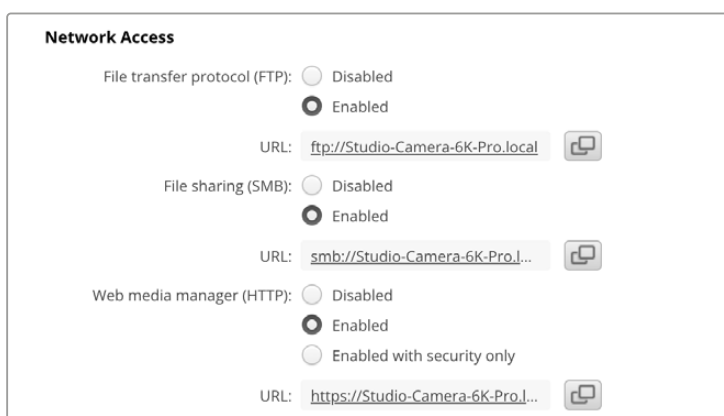 Network Access
File transfer protocol (FTP): Disabled
Enabled
URL: ftp://Studio-Camera-6K-Pro.local
File sharing (SMB): Disabled
Enabled
URL: smb://Studio-Camera-6K-Pro.l...
Web media manager (HTTP): Disabled
Enabled
Enabled with security only
URL: https://Studio-Camera-6K-Pro.l...